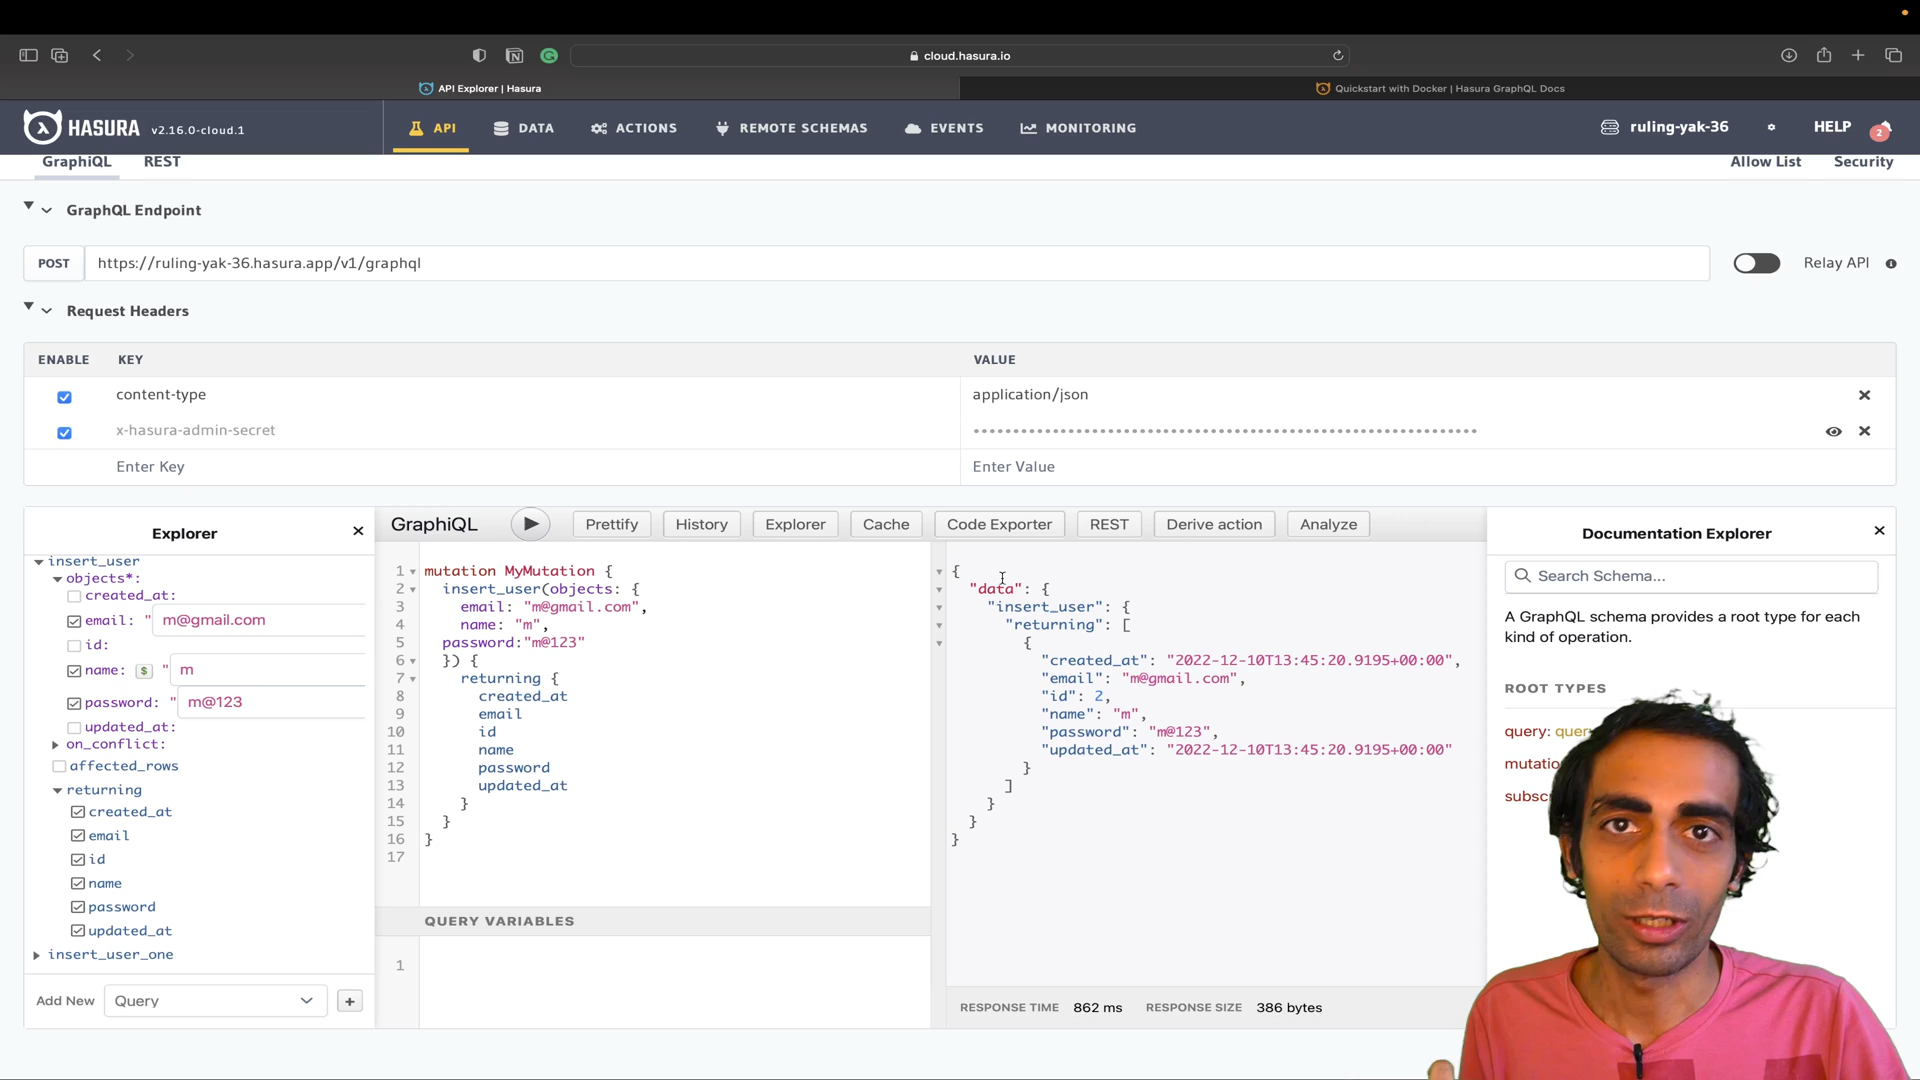 cloud.hasura.io
API Explorer | Hasura
Quickstart with Docker | Hasura GraphQL Docs
HASURA v2.16.0-cloud.1
API
DATA
ACTIONS
REMOTE SCHEMAS
EVENTS
MONITORING
ruling-yak-36
HELP
2
GraphiQL
REST
Allow List
Security
GraphQL Endpoint
POST
https://ruling-yak-36.hasura.app/v1/graphql
Relay API
Request Headers
ENABLE KEY VALUE
content-type application/json
x-hasura-admin-secret ••••••••••••••••••••••••••••••••••••••••••••••••••••••••••••••••
Enter Key Enter Value
Explorer
insert_user
objects*:
created_at:
email: " m@gmail.com
id:
name: $ " m
password: " m@123
updated_at:
on_conflict:
affected_rows
returning
created_at
email
id
name
password
updated_at
insert_user_one
Add New Query +
GraphiQL
Prettify
History
Explorer
Cache
Code Exporter
REST
Derive action
Analyze
1 mutation MyMutation {
2 insert_user(objects: {
3 email: "m@gmail.com",
4 name: "m",
5 password:"m@123"
6 }) {
7 returning {
8 created_at
9 email
10 id
11 name
12 password
13 updated_at
14 }
15 }
16 }
17
QUERY VARIABLES
1
{
"data": {
"insert_user": {
"returning": [
{
"created_at": "2022-12-10T13:45:20.9195+00:00",
"email": "m@gmail.com",
"id": 2,
"name": "m",
"password": "m@123",
"updated_at": "2022-12-10T13:45:20.9195+00:00"
}
]
}
}
}
RESPONSE TIME 862 ms RESPONSE SIZE 386 bytes
Documentation Explorer
Search Schema...
A GraphQL schema provides a root type for each
kind of operation.
ROOT TYPES
query: